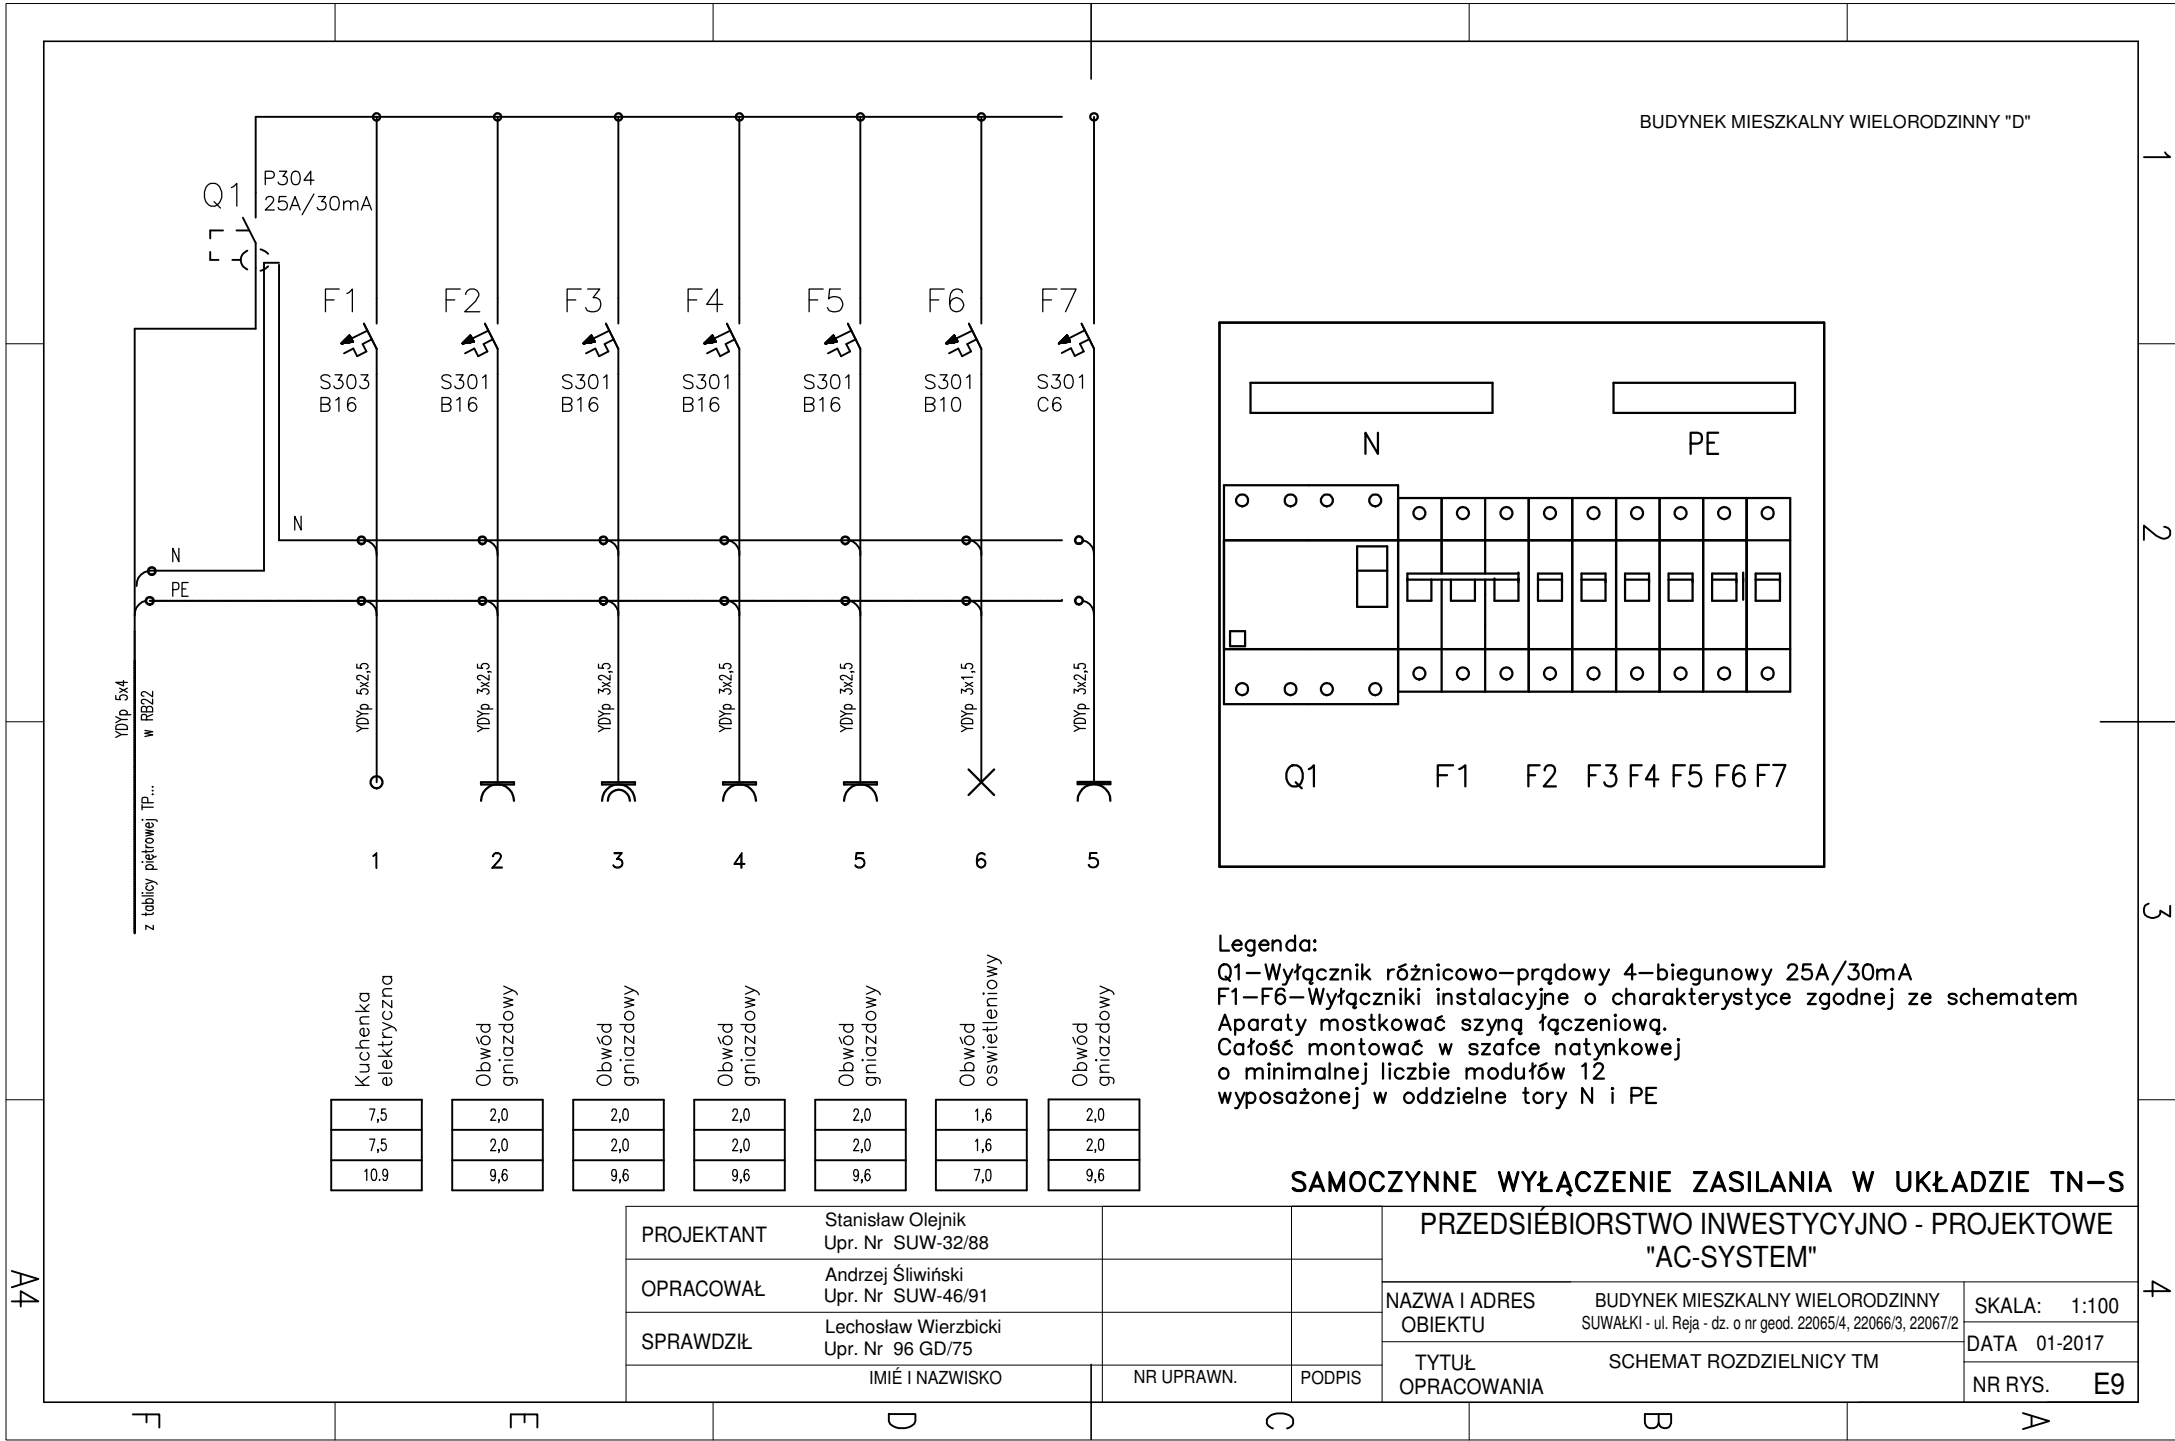 BUDYNEK MIESZKALNY WIELORODZINNY "D"
Q1
P304
25A/30mA
F1
F2
F3
F4
F5
F6
F7
S303
B16
S301
B16
S301
B16
S301
B16
S301
B16
S301
B10
S301
C6
N
N
PE
YDYp 5x4
z tablicy piętrowej TP... w RB22
YDYp 5x2,5
YDYp 3x2,5
YDYp 3x2,5
YDYp 3x2,5
YDYp 3x2,5
YDYp 3x1,5
YDYp 3x2,5
1
2
3
4
5
6
5
Kuchenka
elektryczna
Obwód
gniazdowy
Obwód
gniazdowy
Obwód
gniazdowy
Obwód
gniazdowy
Obwód
oswietleniowy
Obwód
gniazdowy
7,5 2,0 2,0 2,0 2,0 1,6 2,0
7,5 2,0 2,0 2,0 2,0 1,6 2,0
10.9 9,6 9,6 9,6 9,6 7,0 9,6
N
PE
Q1 F1 F2 F3 F4 F5 F6 F7
Legenda:
Q1-Wyłącznik różnicowo-prądowy 4-biegunowy 25A/30mA
F1-F6-Wyłączniki instalacyjne o charakterystyce zgodnej ze schematem
Aparaty mostkować szyną łączeniową.
Całość montować w szafce natynkowej
o minimalnej liczbie modułów 12
wyposażonej w oddzielne tory N i PE
SAMOCZYNNE WYŁĄCZENIE ZASILANIA W UKŁADZIE TN-S
PROJEKTANT
Stanisław Olejnik
Upr. Nr SUW-32/88
OPRACOWAŁ
Andrzej Śliwiński
Upr. Nr SUW-46/91
SPRAWDZIŁ
Lechosław Wierzbicki
Upr. Nr 96 GD/75
IMIÉ I NAZWISKO
NR UPRAWN.
PODPIS
PRZEDSIÉBIORSTWO INWESTYCYJNO - PROJEKTOWE
"AC-SYSTEM"
NAZWA I ADRES
OBIEKTU
BUDYNEK MIESZKALNY WIELORODZINNY
SUWAŁKI - ul. Reja - dz. o nr geod. 22065/4, 22066/3, 22067/2
TYTUŁ
OPRACOWANIA
SCHEMAT ROZDZIELNICY TM
SKALA: 1:100
DATA 01-2017
NR RYS. E9
1
2
3
4
A4
F
E
D
C
B
A